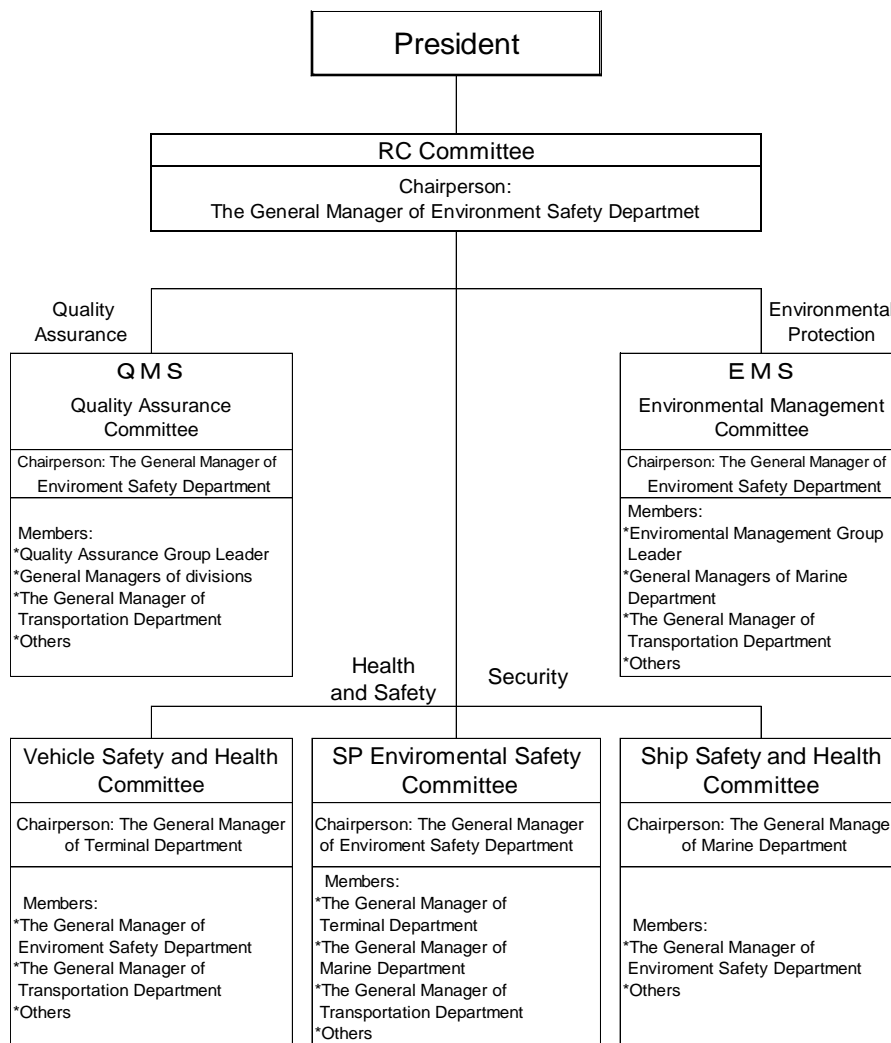 President
RC Committee
Chairperson:
The General Manager of Environment Safety Departmet
Quality
Assurance
Environmental
Protection
Q M S
Quality Assurance
Committee
Chairperson: The General Manager of
Enviroment Safety Department
Members:
*Quality Assurance Group Leader
*General Managers of divisions
*The General Manager of
Transportation Department
*Others
E M S
Environmental Management
Committee
Chairperson: The General Manager of
Enviroment Safety Department
Members:
*Enviromental Management Group
Leader
*General Managers of Marine
Department
*The General Manager of
Transportation Department
*Others
Health
and Safety
Security
Vehicle Safety and Health
Committee
Chairperson: The General Manager
of Terminal Department
Members:
*The General Manager of
Enviroment Safety Department
*The General Manager of
Transportation Department
*Others
SP Enviromental Safety
Committee
Chairperson: The General Manager
of Enviroment Safety Department
Members:
*The General Manager of
Terminal Department
*The General Manager of
Marine Department
*The General Manager of
Transportation Department
*Others
Ship Safety and Health
Committee
Chairperson: The General Manager
of Marine Department
Members:
*The General Manager of
Enviroment Safety Department
*Others